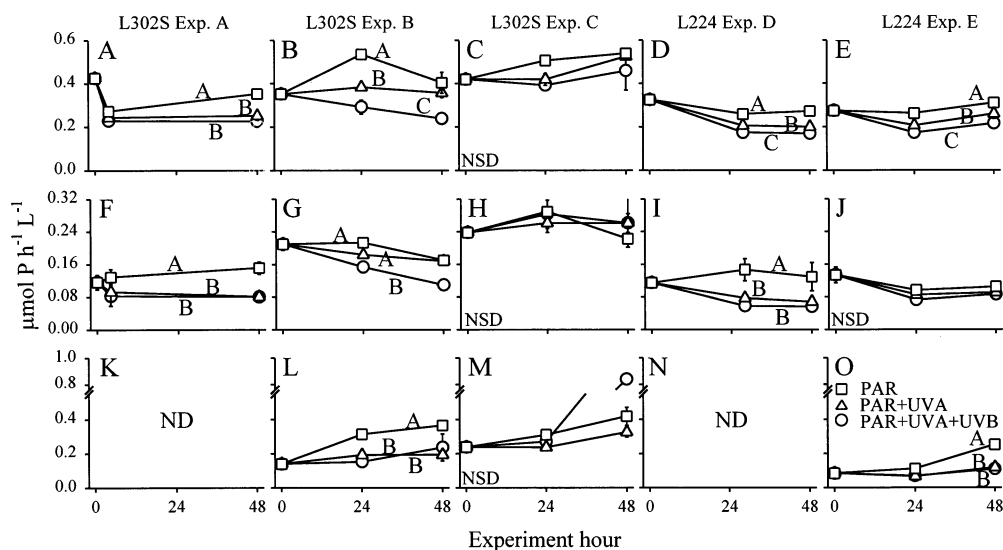 L302S Exp. A L302S Exp. B L302S Exp. C L224 Exp. D L224 Exp. E
0.6 A B C D E
A A
0.4 B A
A B
0.2 B C A B B
B NSD C C
0.0
0.32 F G H I J
0.24 A
A A A
0.16 B B
0.08 B B
B NSD
0.00
1.0 K L M N O
0.8 PAR
ND ND PAR+UVA
PAR+UVA+UVB
0.4 A A
0.2 B B
B NSD B
0.0
0 24 48 0 24 48 0 24 48 0 24 48 0 24 48
µmol P h⁻¹ L⁻¹
Experiment hour